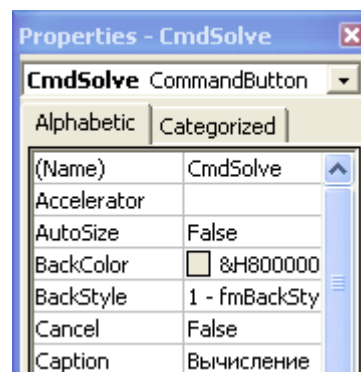 Properties - CmdSolve
CmdSolve CommandButton
Alphabetic Categorized
(Name) CmdSolve
Accelerator
AutoSize False
BackColor &H800000
BackStyle 1 - fmBackSty
Cancel False
Caption Вычисление